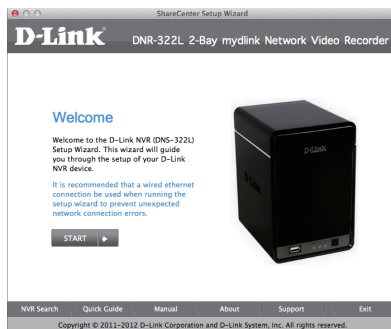 ShareCenter Setup Wizard
D-Link
DNR-322L 2-Bay mydlink Network Video Recorder
Welcome
Welcome to the D-Link NVR (DNS-322L)
Setup Wizard. This wizard will guide
you through the setup of your D-Link
NVR device.
It is recommended that a wired ethernet
connection be used when running the
setup wizard to prevent unexpected
network connection errors.
START
D-Link
D-Link
NVR Search Quick Guide Manual About Support Exit
Copyright © 2011-2012 D-Link Corporation and D-Link System, Inc. All rights reserved.